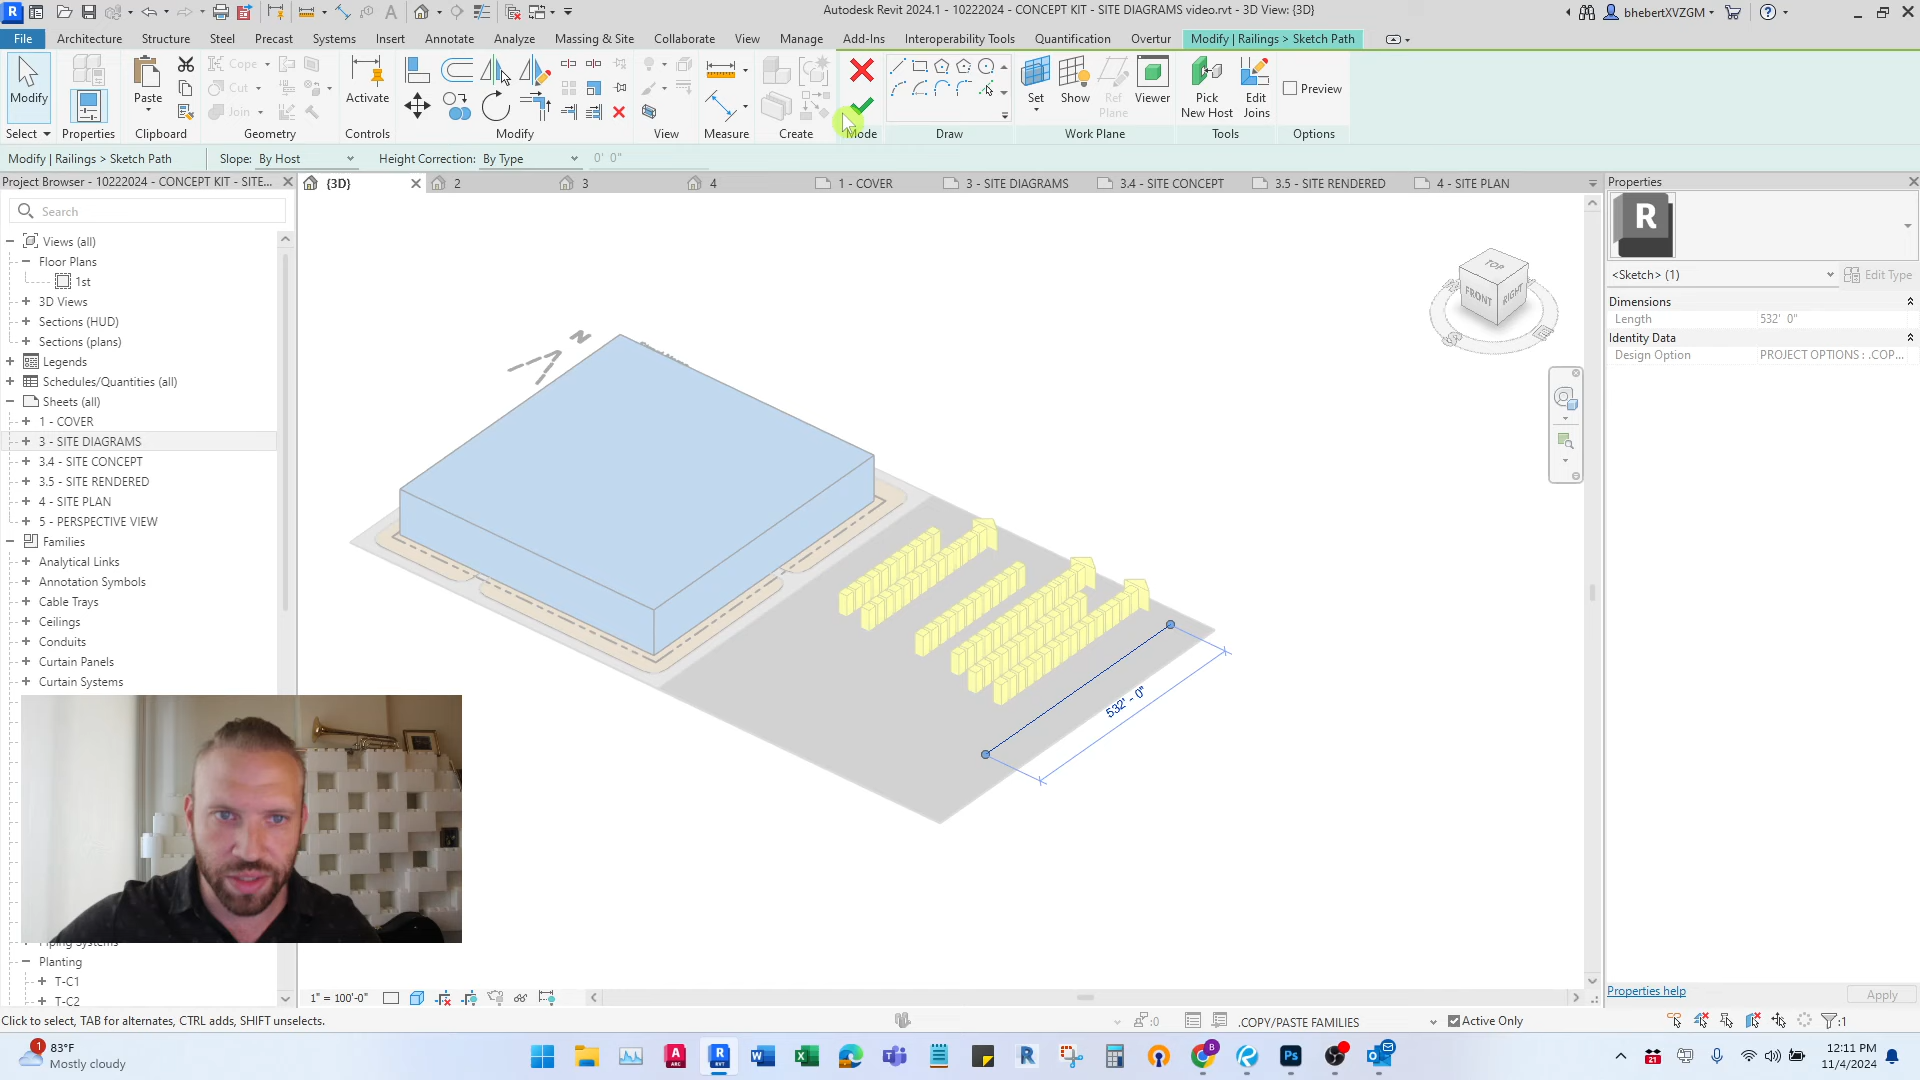 Autodesk Revit 2024.1 - 10222024 - CONCEPT KIT - SITE DIAGRAMS video.rvt - 3D View: {3D}
bhebertXVZGM
File Architecture Structure Steel Precast Systems Insert Annotate Analyze Massing & Site Collaborate View Manage Add-Ins Interoperability Tools Quantification Overtur Modify | Railings > Sketch Path
Modify Paste Cope Cut Join Activate Set Show Ref Plane Viewer Pick New Host Edit Joins Preview
Select Properties Clipboard Geometry Controls Modify View Measure Create Mode Draw Work Plane Tools Options
Modify | Railings > Sketch Path Slope: By Host Height Correction: By Type 0' 0"
Project Browser - 10222024 - CONCEPT KIT - SITE...
{3D} 2 3 4 1 - COVER 3 - SITE DIAGRAMS 3.4 - SITE CONCEPT 3.5 - SITE RENDERED 4 - SITE PLAN
Properties
Search
Views (all)
Floor Plans
1st
3D Views
Sections (HUD)
Sections (plans)
Legends
Schedules/Quantities (all)
Sheets (all)
1 - COVER
3 - SITE DIAGRAMS
3.4 - SITE CONCEPT
3.5 - SITE RENDERED
4 - SITE PLAN
5 - PERSPECTIVE VIEW
Families
Analytical Links
Annotation Symbols
Cable Trays
Ceilings
Conduits
Curtain Panels
Curtain Systems
Piping Systems
Planting
T-C1
T-C2
N
TOP
FRONT
RIGHT
S
E
532' - 0"
R
<Sketch> (1) Edit Type
Dimensions
Length 532' 0"
Identity Data
Design Option PROJECT OPTIONS : .COP...
Properties help Apply
1" = 100'-0"
Click to select, TAB for alternates, CTRL adds, SHIFT unselects.
:0
.COPY/PASTE FAMILIES
Active Only
:1
1
83°F
Mostly cloudy
21
12:11 PM
11/4/2024